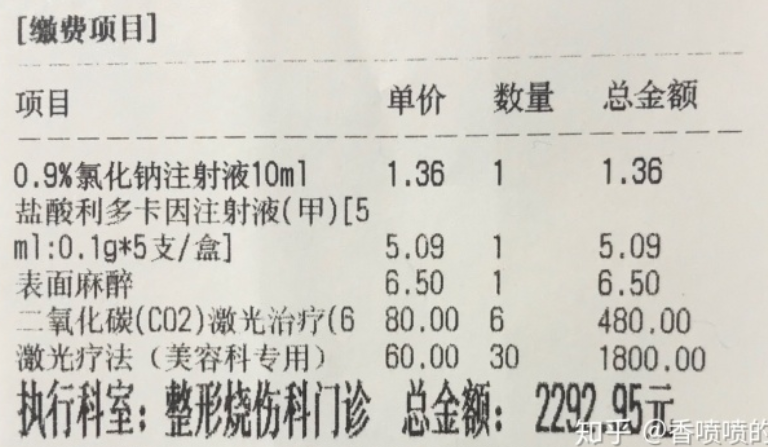 [缴费项目]
项目 单价 数量 总金额
0.9%氯化钠注射液10ml 1.36 1 1.36
盐酸利多卡因注射液(甲)[5
ml:0.1g*5支/盒] 5.09 1 5.09
表面麻醉 6.50 1 6.50
二氧化碳(CO2)激光治疗(6 80.00 6 480.00
激光疗法（美容科专用） 60.00 30 1800.00
执行科室：整形烧伤科门诊 总金额：2292.95元
知乎 @香喷喷的